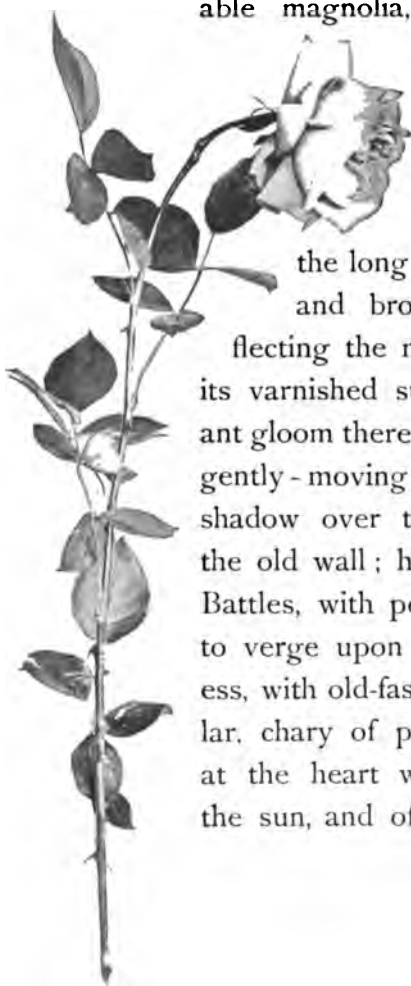 able magnolia,
the long
and bro
flecting the
its varnished
ant gloom there
gently - moving
shadow over
the old wall ;
Battles, with
to verge upon
ess, with old-fas
lar, chary of
at the heart
the sun, and